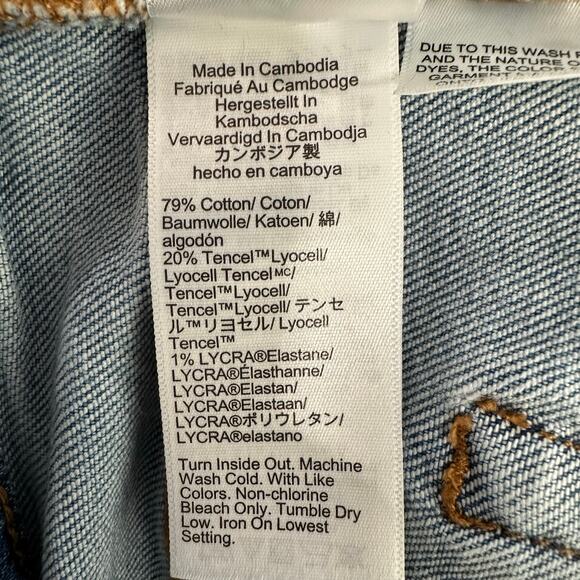 Made In Cambodia
Fabriqué Au Cambodge
Hergestellt In
Kambodscha
Vervaardigd In Cambodja
カンボジア製
hecho en camboya
79% Cotton/ Coton/
Baumwolle/ Katoen/ 綿/
algodón
20% Tencel™Lyocell/
Lyocell Tencelᴹᶜ/
Tencel™Lyocell/
Tencel™Lyocell/ テンセ
ル™リヨセル/ Lyocell
Tencel™
1% LYCRA®Elastane/
LYCRA®Élasthanne/
LYCRA®Elastan/
LYCRA®Elastaan/
LYCRA®ポリウレタン/
LYCRA®elastano
Turn Inside Out. Machine
Wash Cold. With Like
Colors. Non-chlorine
Bleach Only. Tumble Dry
Low. Iron On Lowest
Setting.
DUE TO THIS WASH
AND THE NATURE O
DYES, THE COLOR
GARMENT